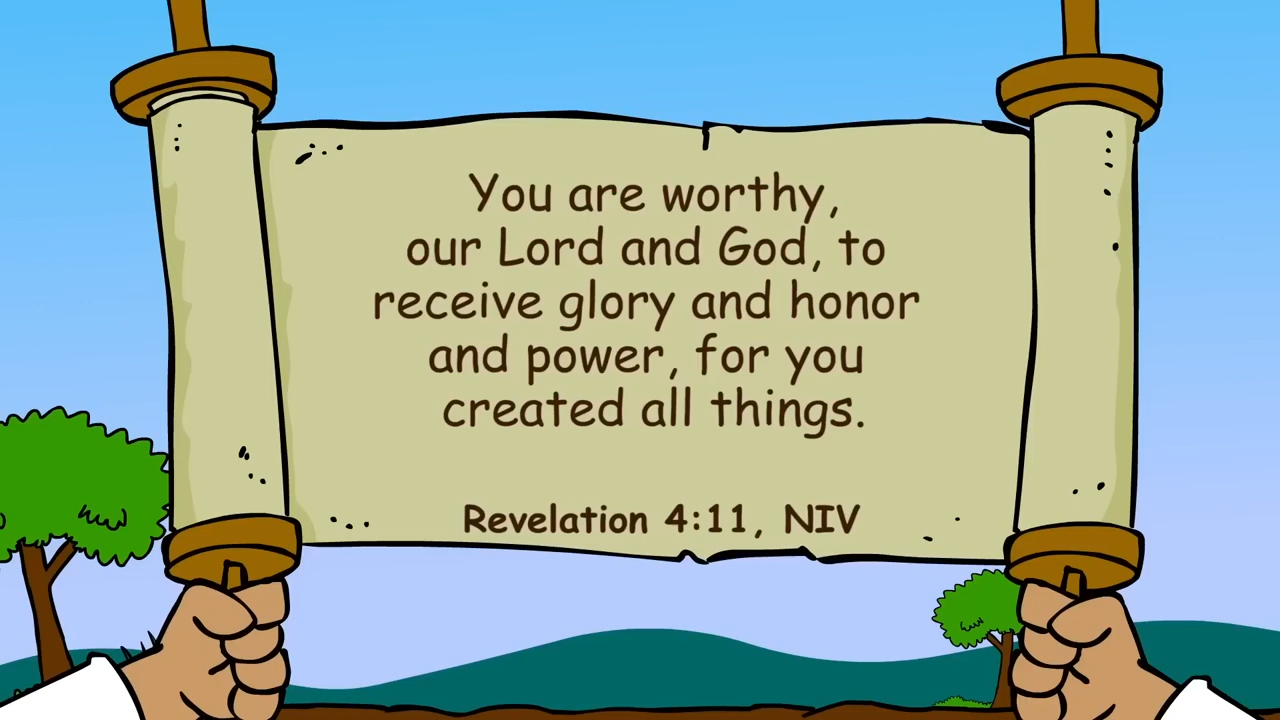 You are worthy,
our Lord and God, to
receive glory and honor
and power, for you
created all things.
Revelation 4:11, NIV